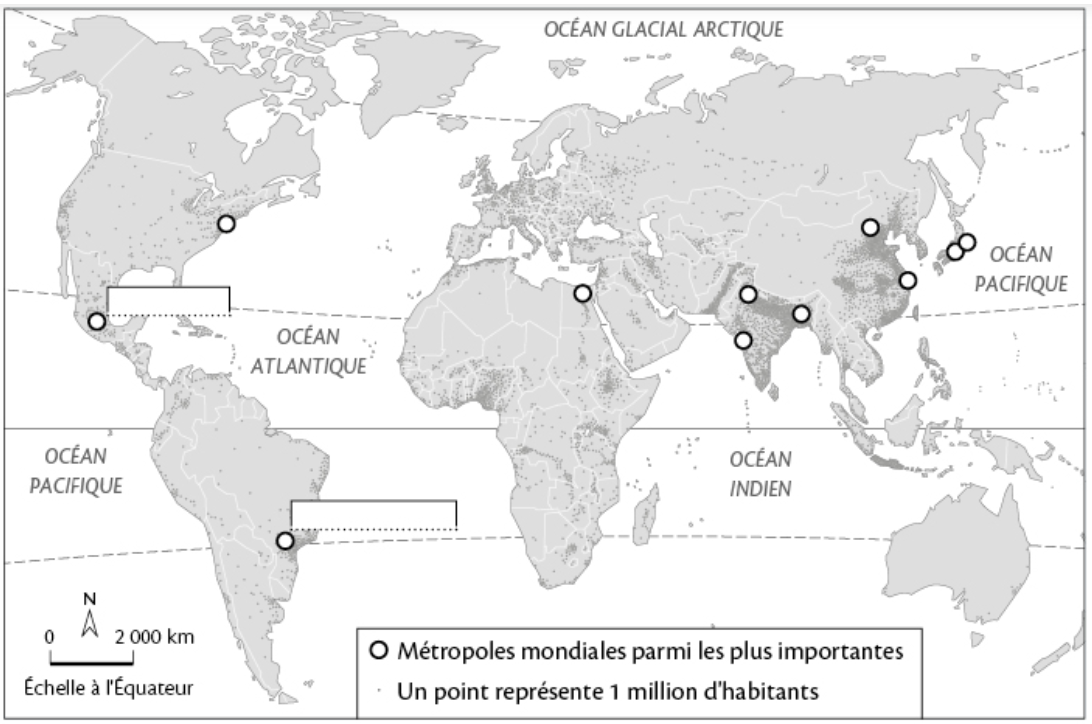 OCÉAN GLACIAL ARCTIQUE
OCÉAN
PACIFIQUE
OCÉAN
ATLANTIQUE
OCÉAN
PACIFIQUE
OCÉAN
INDIEN
N
0 2 000 km
Échelle à l'Équateur
Métropoles mondiales parmi les plus importantes
Un point représente 1 million d'habitants